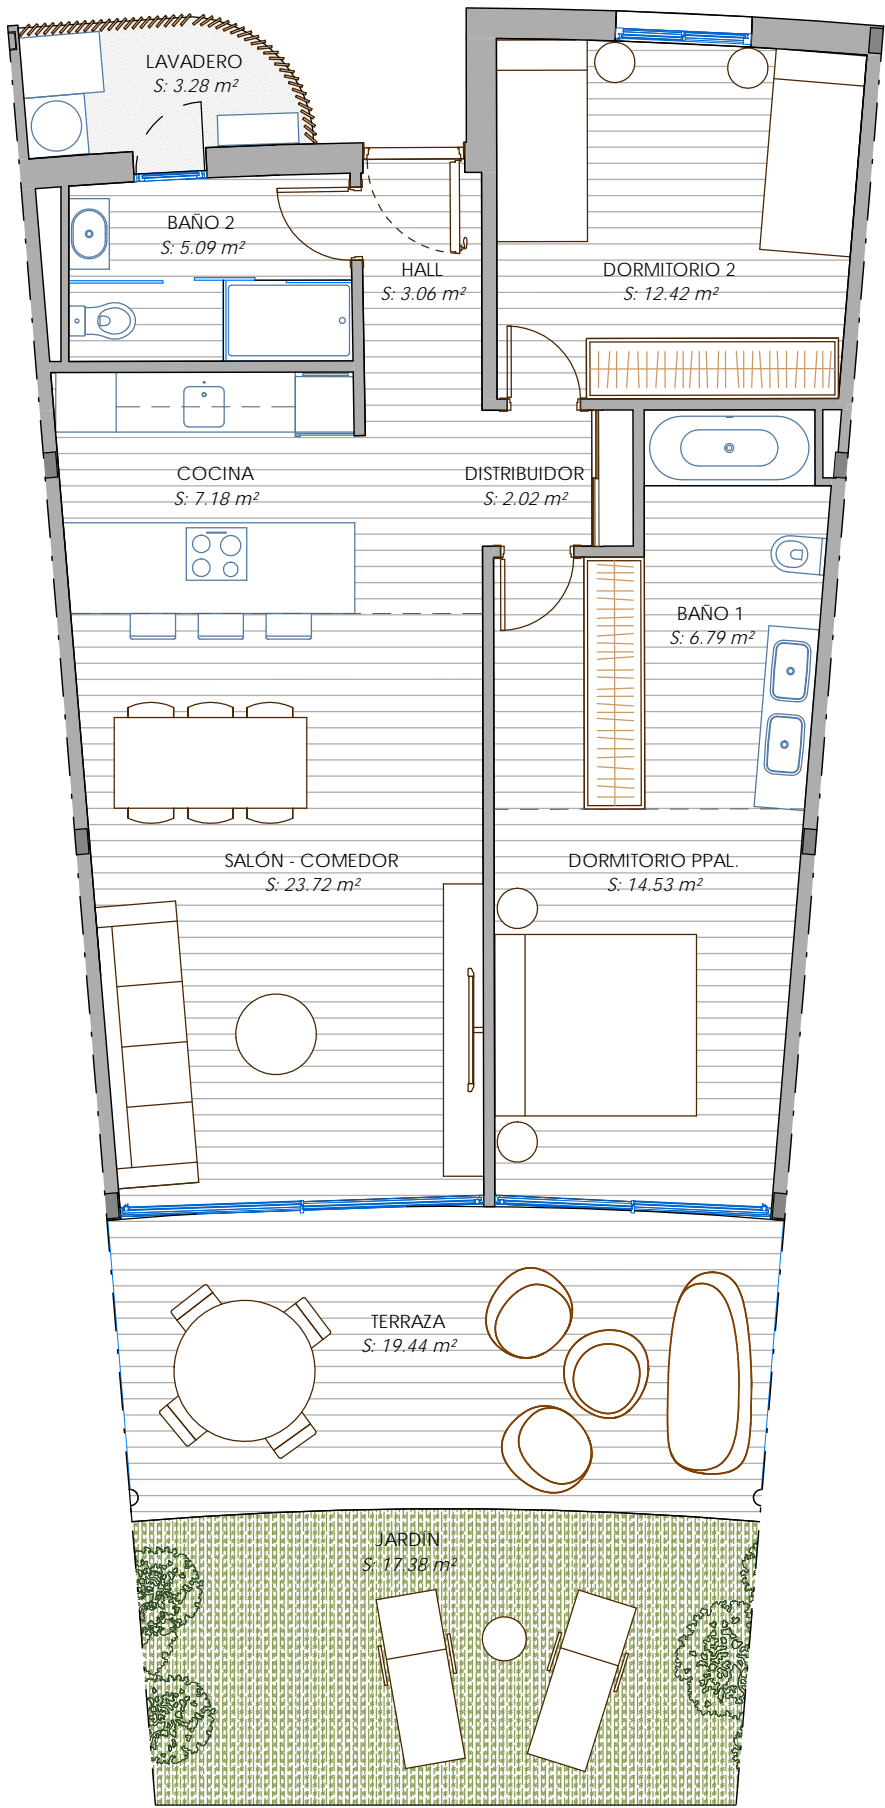 LAVADERO
S: 3.28 m²
BAÑO 2
S: 5.09 m²
HALL
S: 3.06 m²
DORMITORIO 2
S: 12.42 m²
COCINA
S: 7.18 m²
DISTRIBUIDOR
S: 2.02 m²
BAÑO 1
S: 6.79 m²
SALÓN - COMEDOR
S: 23.72 m²
DORMITORIO PPAL.
S: 14.53 m²
TERRAZA
S: 19.44 m²
JARDÍN
S: 17.38 m²